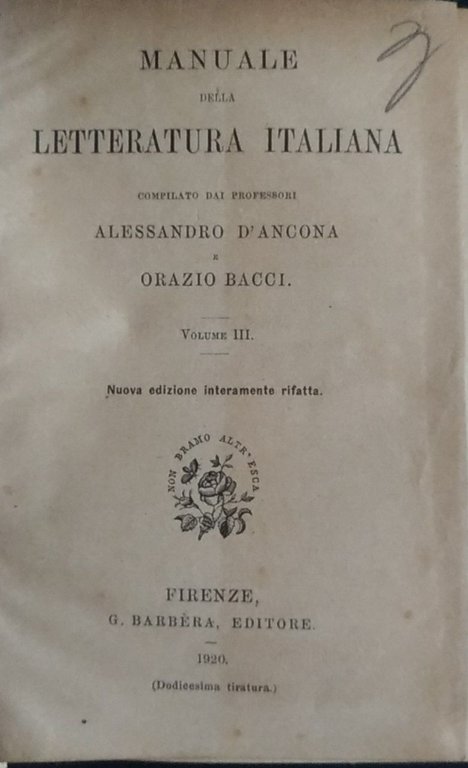 MANUALE
DELLA
LETTERATURA ITALIANA
COMPILATO DAI PROFESSORI
ALESSANDRO D'ANCONA
E
ORAZIO BACCI.
VOLUME III.
Nuova edizione interamente rifatta.
NON BRAMO ALTR'ESCA
FIRENZE,
G. BARBÈRA, EDITORE.
1920.
(Dodicesima tiratura.)